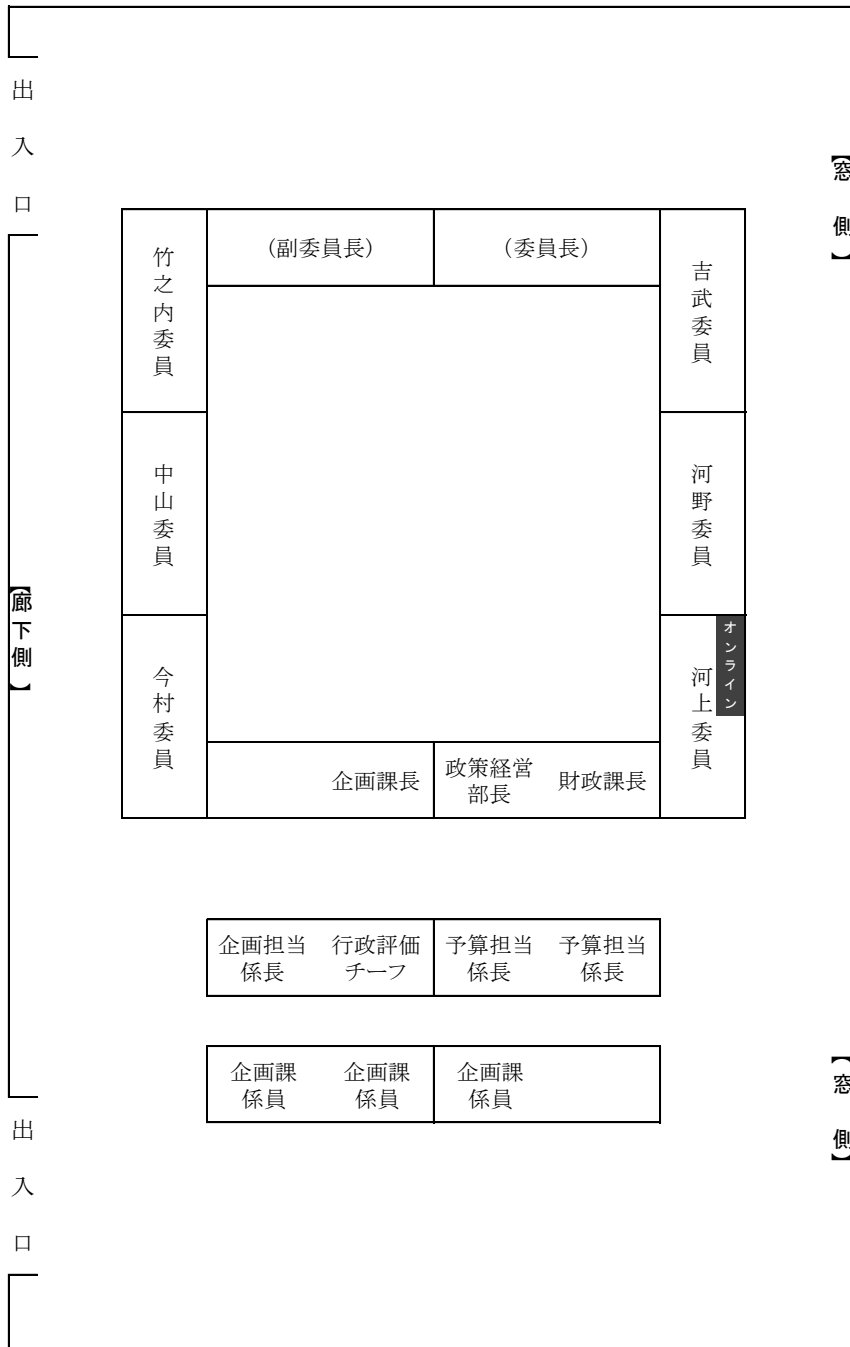 出入口
【窓側】
(副委員長)
(委員長)
竹之内委員
吉武委員
中山委員
河野委員
【廊下側】
今村委員
河上委員
オンライン
企画課長
政策経営
部長
財政課長
企画担当
係長
行政評価
チーフ
予算担当
係長
予算担当
係長
企画課
係員
企画課
係員
企画課
係員
【窓側】
出入口